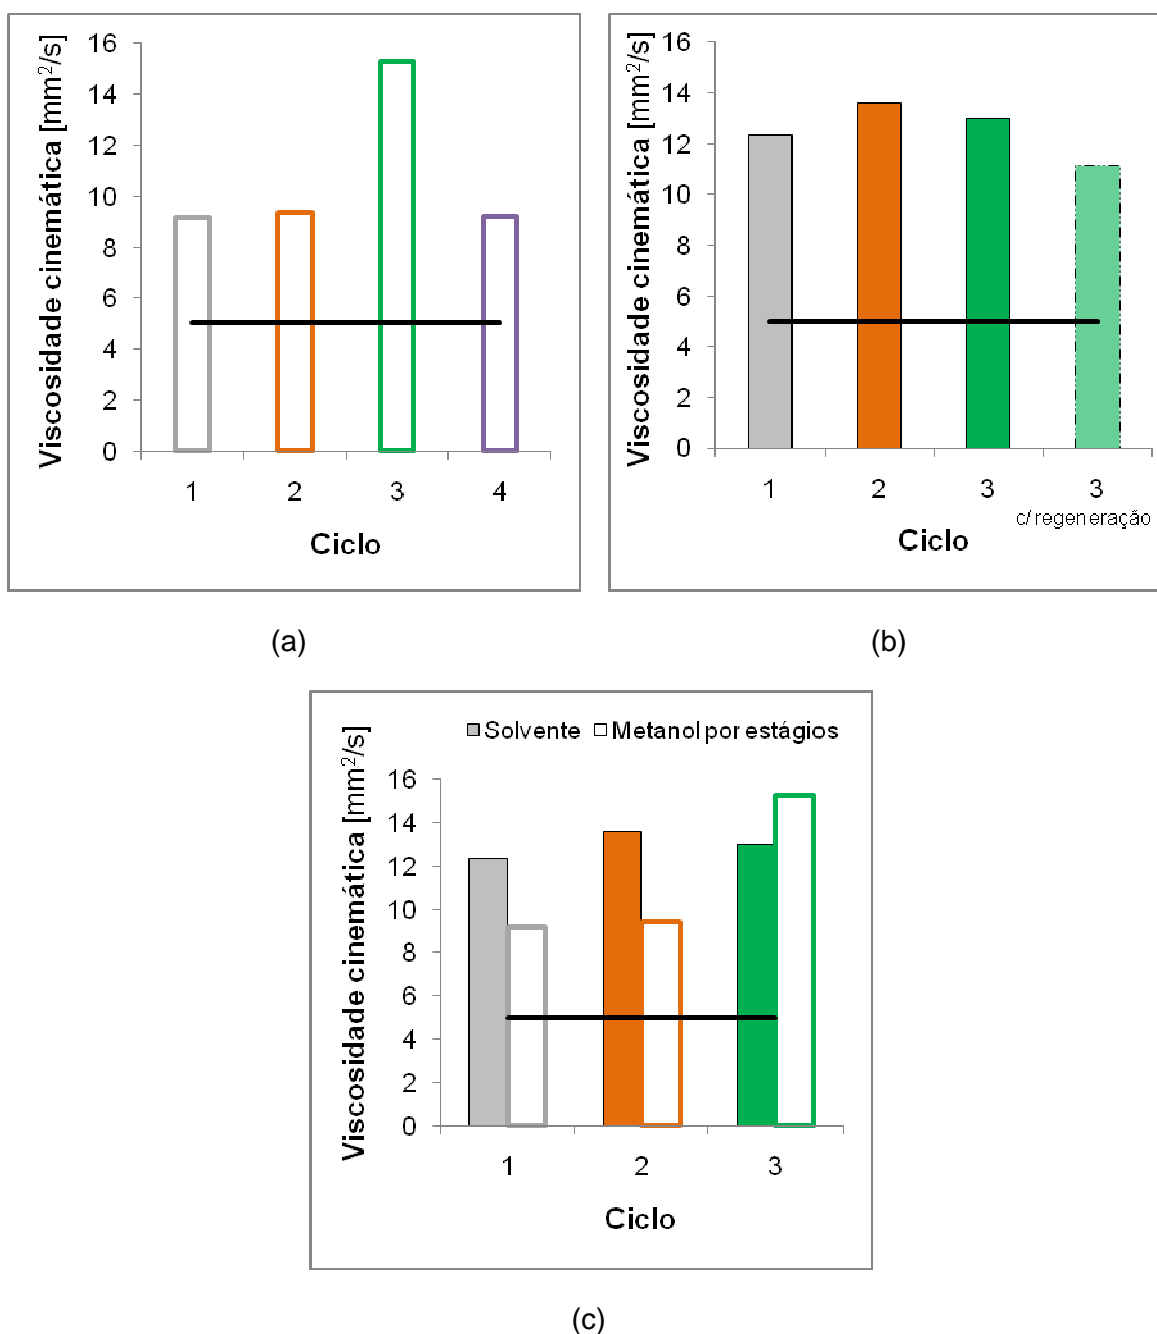 Viscosidade cinemática [mm²/s]
16
14
12
10
8
6
4
2
0
1 2 3 4
Ciclo
(a)
Viscosidade cinemática [mm²/s]
16
14
12
10
8
6
4
2
0
1 2 3 3
c/ regeneração
Ciclo
(b)
Solvente Metanol por estágios
Viscosidade cinemática [mm²/s]
16
14
12
10
8
6
4
2
0
1 2 3
Ciclo
(c)